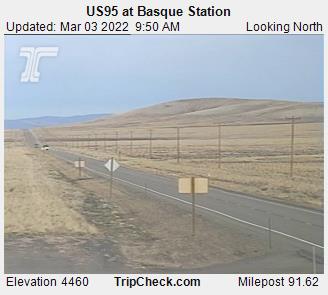 US95 at Basque Station
Updated: Mar 03 2022 9:50 AM Looking North
Elevation 4460 TripCheck.com Milepost 91.62